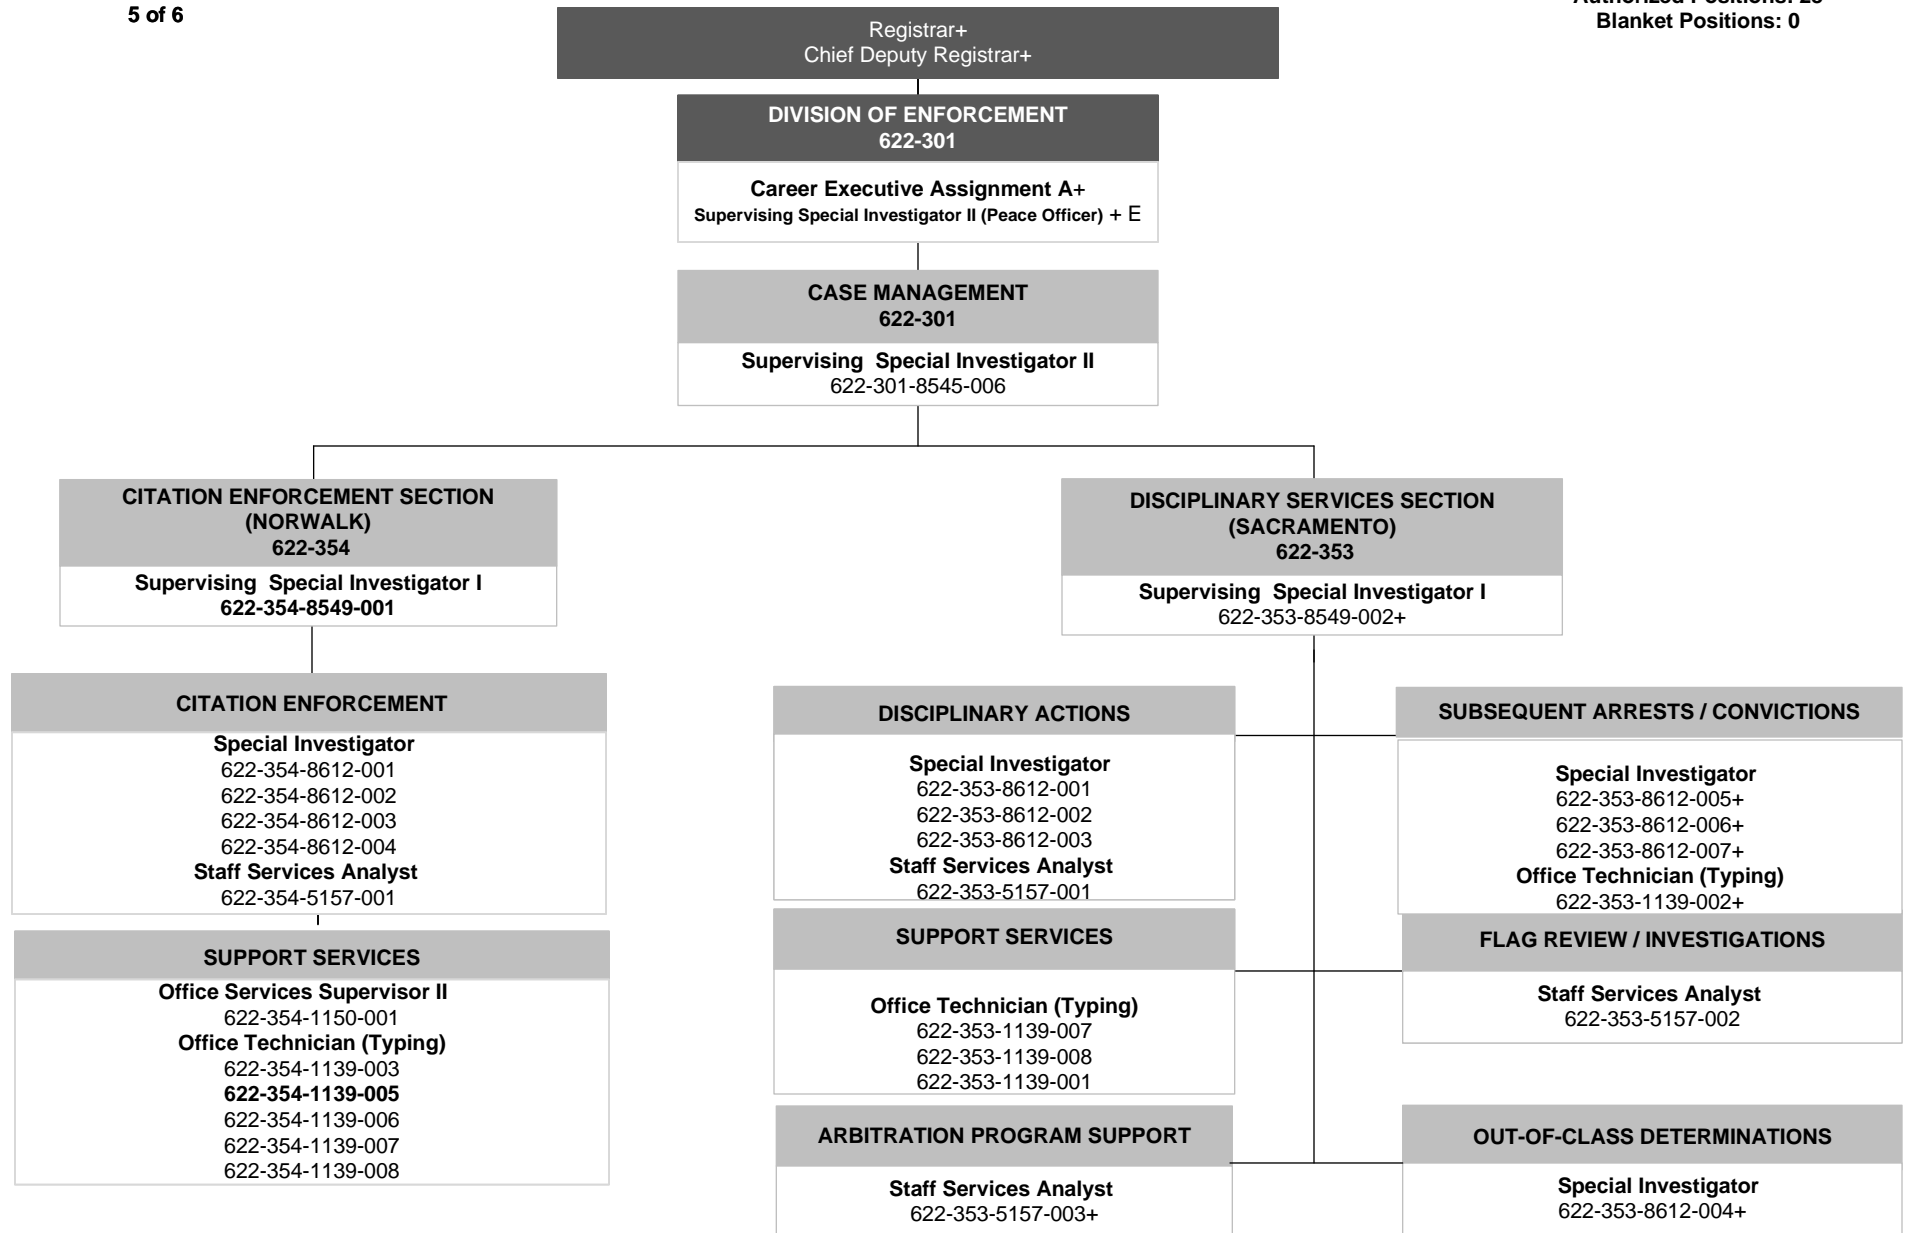 5 of 6
Blanket Positions: 0
Registrar+
Chief Deputy Registrar+
DIVISION OF ENFORCEMENT
622-301
Career Executive Assignment A+
Supervising Special Investigator II (Peace Officer) + E
CASE MANAGEMENT
622-301
Supervising Special Investigator II
622-301-8545-006
CITATION ENFORCEMENT SECTION
(NORWALK)
622-354
Supervising Special Investigator I
622-354-8549-001
CITATION ENFORCEMENT
Special Investigator
622-354-8612-001
622-354-8612-002
622-354-8612-003
622-354-8612-004
Staff Services Analyst
622-354-5157-001
SUPPORT SERVICES
Office Services Supervisor II
622-354-1150-001
Office Technician (Typing)
622-354-1139-003
622-354-1139-005
622-354-1139-006
622-354-1139-007
622-354-1139-008
DISCIPLINARY SERVICES SECTION
(SACRAMENTO)
622-353
Supervising Special Investigator I
622-353-8549-002+
DISCIPLINARY ACTIONS
Special Investigator
622-353-8612-001
622-353-8612-002
622-353-8612-003
Staff Services Analyst
622-353-5157-001
SUPPORT SERVICES
Office Technician (Typing)
622-353-1139-007
622-353-1139-008
622-353-1139-001
ARBITRATION PROGRAM SUPPORT
Staff Services Analyst
622-353-5157-003+
SUBSEQUENT ARRESTS / CONVICTIONS
Special Investigator
622-353-8612-005+
622-353-8612-006+
622-353-8612-007+
Office Technician (Typing)
622-353-1139-002+
FLAG REVIEW / INVESTIGATIONS
Staff Services Analyst
622-353-5157-002
OUT-OF-CLASS DETERMINATIONS
Special Investigator
622-353-8612-004+